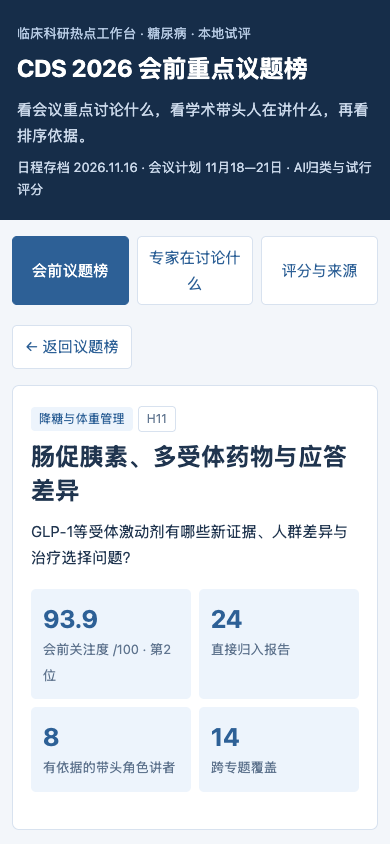 临床科研热点工作台 · 糖尿病 · 本地试评
CDS 2026 会前重点议题榜
看会议重点讨论什么，看学术带头人在讲什么，再看
排序依据。
日程存档 2026.11.16 · 会议计划 11月18—21日 · AI归类与试行
评分
会前议题榜
专家在讨论什
么
评分与来源
← 返回议题榜
降糖与体重管理
H11
肠促胰素、多受体药物与应答
差异
GLP-1等受体激动剂有哪些新证据、人群差异与
治疗选择问题?
93.9
会前关注度 /100 · 第2
位
24
直接归入报告
8
有依据的带头角色讲者
14
跨专题覆盖